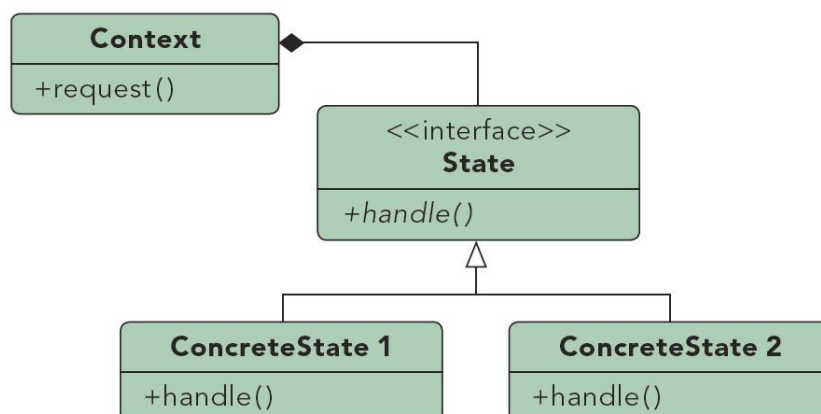 Context
+request()
<<interface>>
State
+handle()
ConcreteState 1
+handle()
ConcreteState 2
+handle()